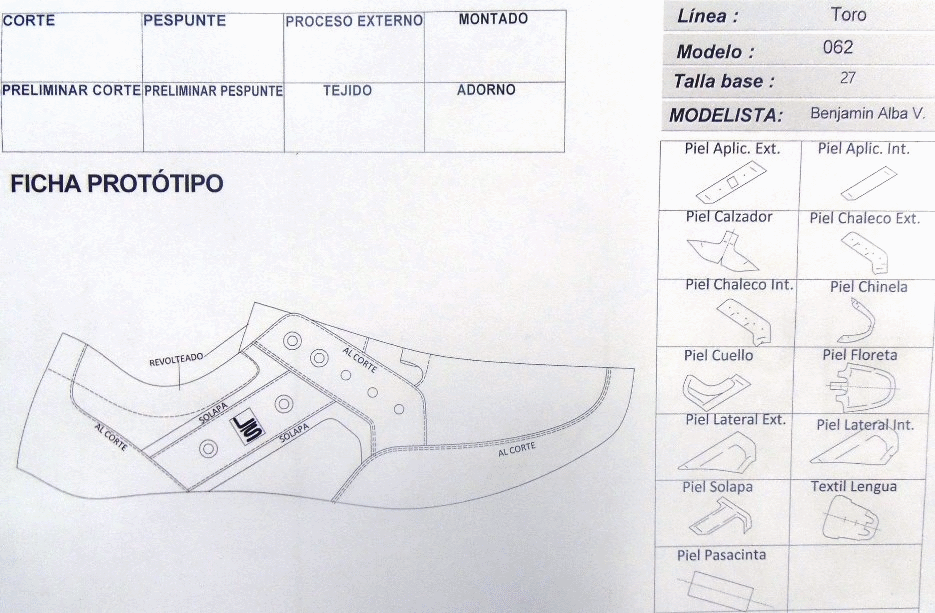 CORTE PESPUNTE PROCESO EXTERNO MONTADO
PRELIMINAR CORTE PRELIMINAR PESPUNTE TEJIDO ADORNO
Línea : Toro
Modelo : 062
Talla base : 27
MODELISTA: Benjamin Alba V.
FICHA PROTÓTIPO
REVOLTEADO
AL CORTE
SOLAPA
AL CORTE
SOLAPA
AL CORTE
Piel Aplic. Ext. Piel Aplic. Int.
Piel Calzador Piel Chaleco Ext.
Piel Chaleco Int. Piel Chinela
Piel Cuello Piel Floreta
Piel Lateral Ext. Piel Lateral Int.
Piel Solapa Textil Lengua
Piel Pasacinta